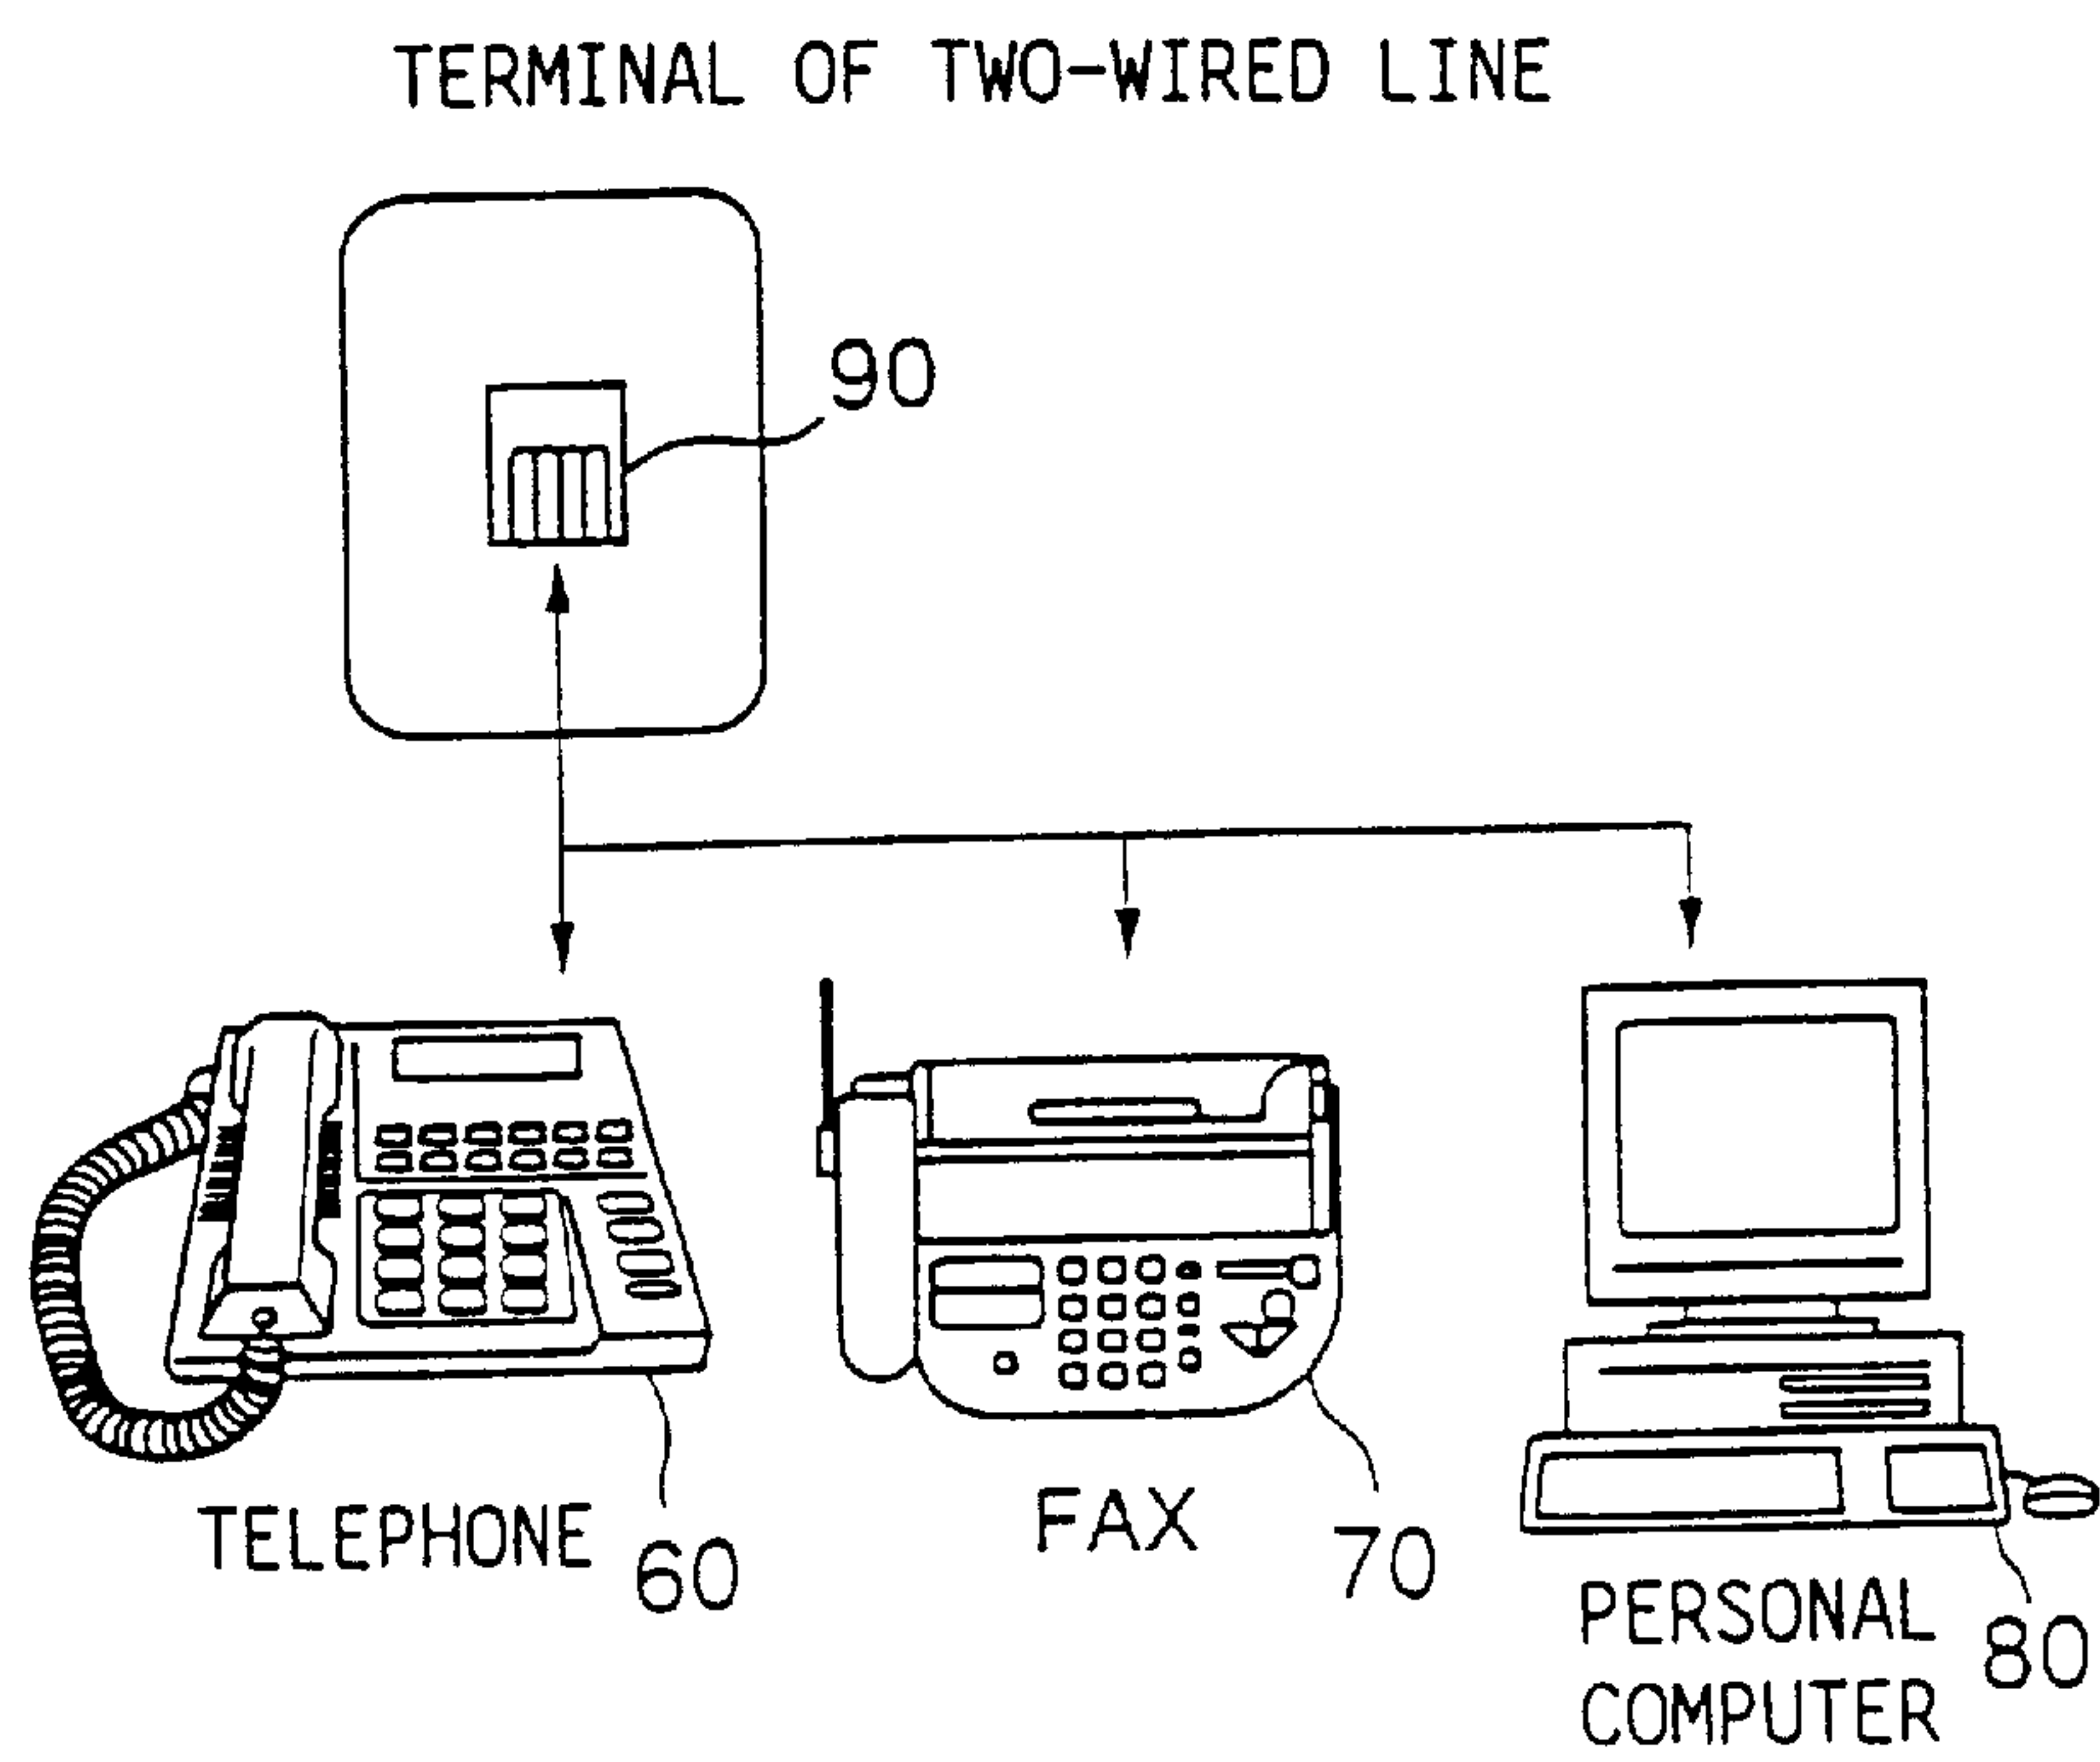 TERMINAL OF TWO-WIRED LINE
90
TELEPHONE
60
FAX
70
PERSONAL
COMPUTER
80